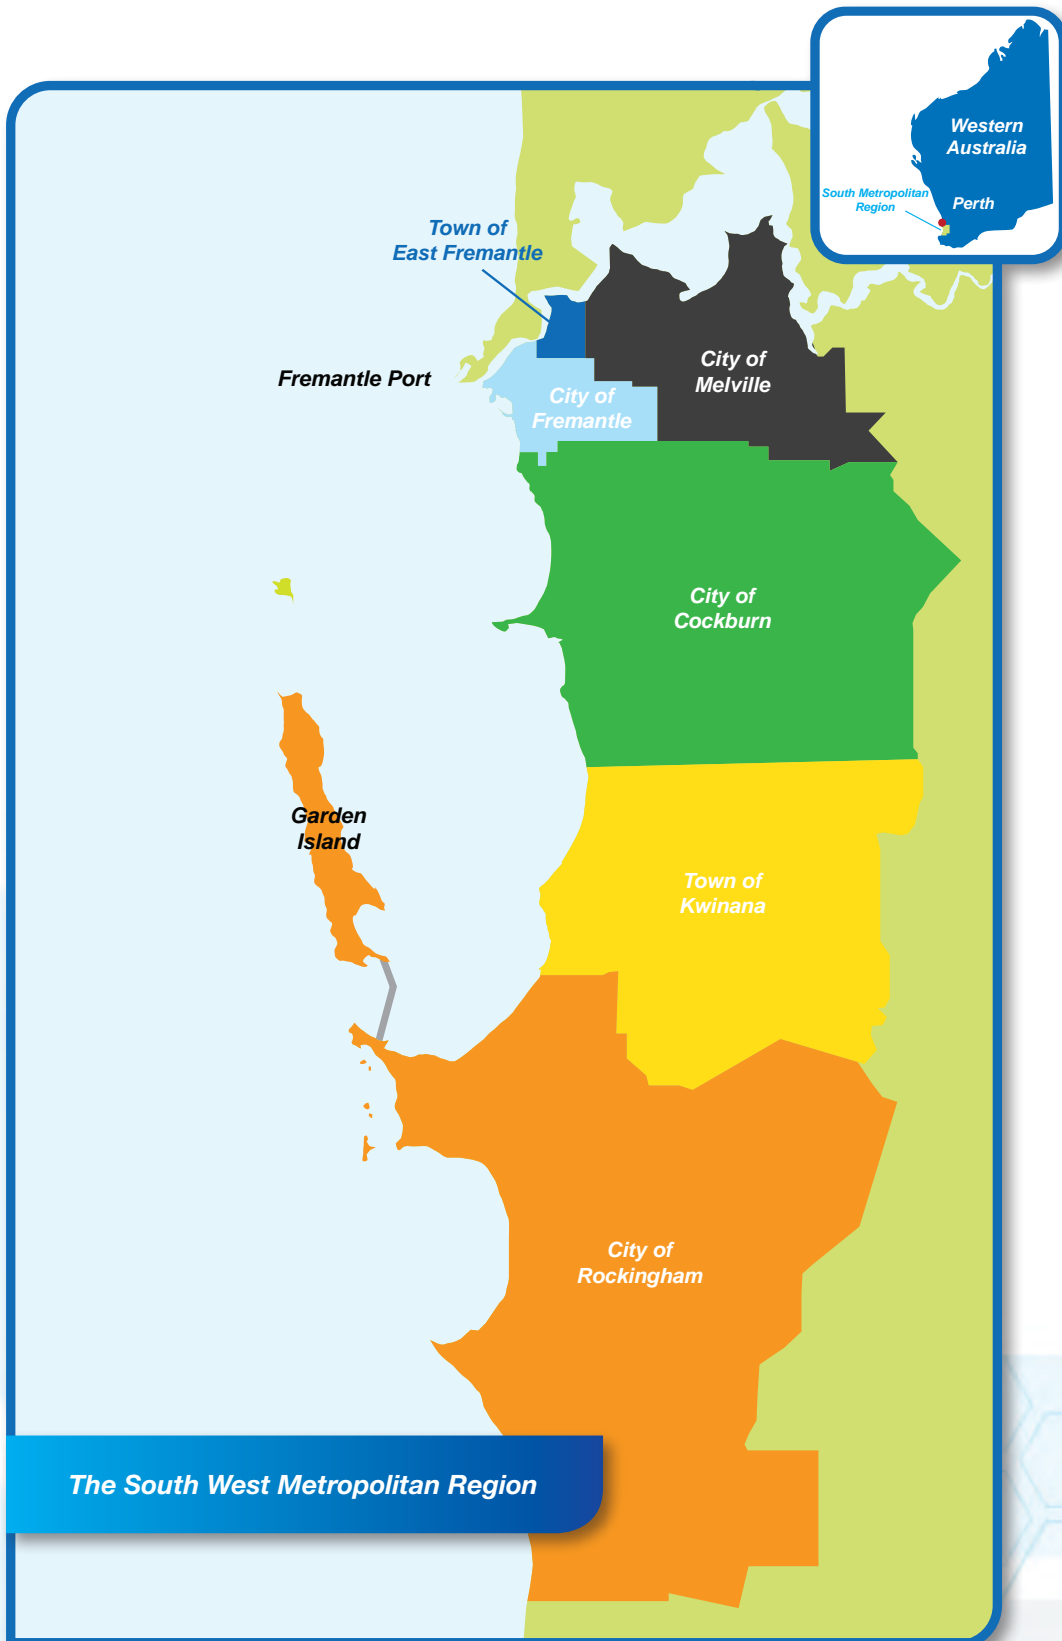 Western
Australia
South Metropolitan
Region
Perth
Town of
East Fremantle
Fremantle Port
City of
Melville
City of
Fremantle
City of
Cockburn
Garden
Island
Town of
Kwinana
City of
Rockingham
The South West Metropolitan Region